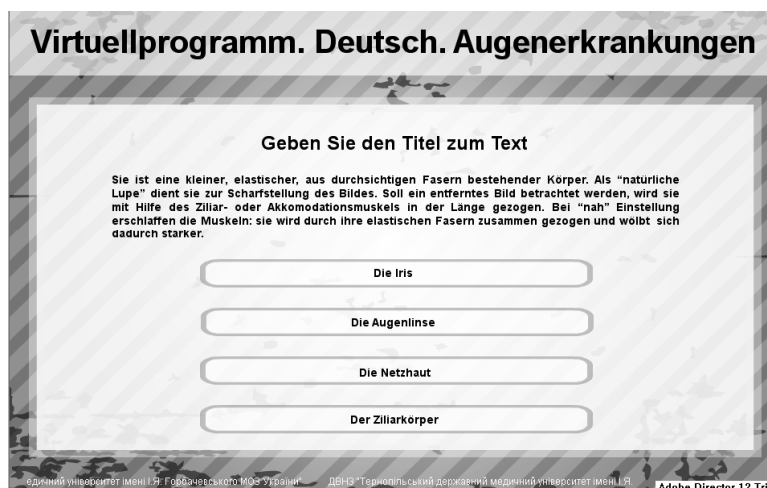 Virtuellprogramm. Deutsch. Augenerkrankungen
Geben Sie den Titel zum Text
Sie ist eine kleiner, elastischer, aus durchsichtigen Fasern bestehender Körper. Als “natürliche
Lupe” dient sie zur Scharfstellung des Bildes. Soll ein entferntes Bild betrachtet werden, wird sie
mit Hilfe des Ziliar- oder Akkomodationsmuskels in der Länge gezogen. Bei “nah” Einstellung
erschlaffen die Muskeln: sie wird durch ihre elastischen Fasern zusammen gezogen und wölbt sich
dadurch starker.
Die Iris
Die Augenlinse
Die Netzhaut
Der Ziliarkörper
едичний університет імені І.Я. Горбачевського МОЗ України" ДВНЗ "Тернопільський державний медичний університет імені І.Я.
Adobe Director 12 Tri